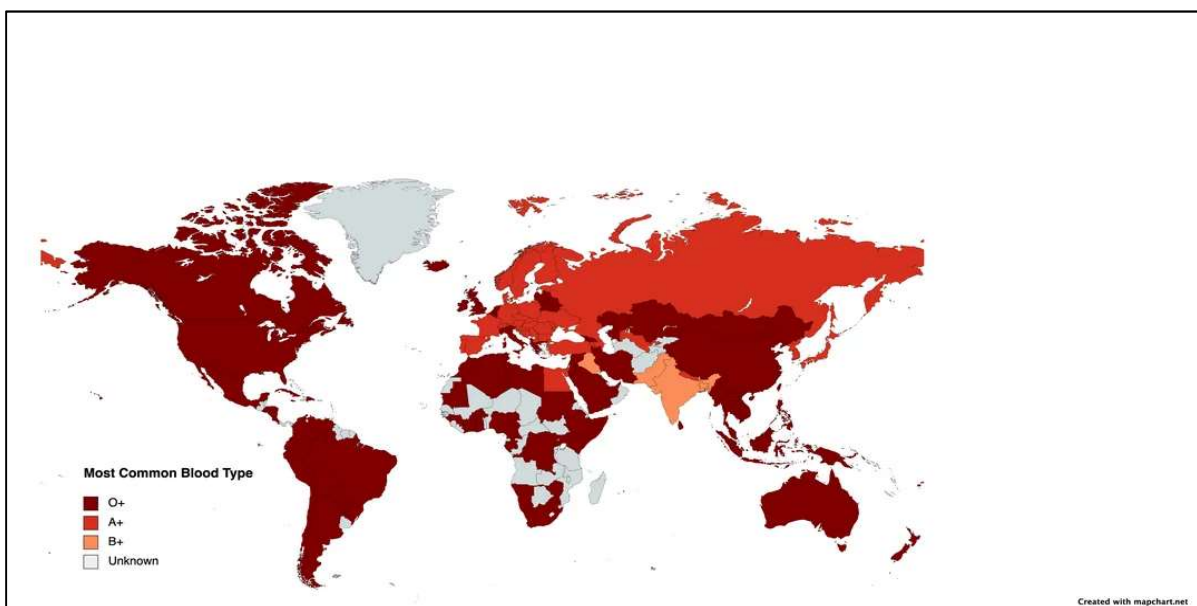 Most Common Blood Type
O+
A+
B+
Unknown
Created with mapchart.net